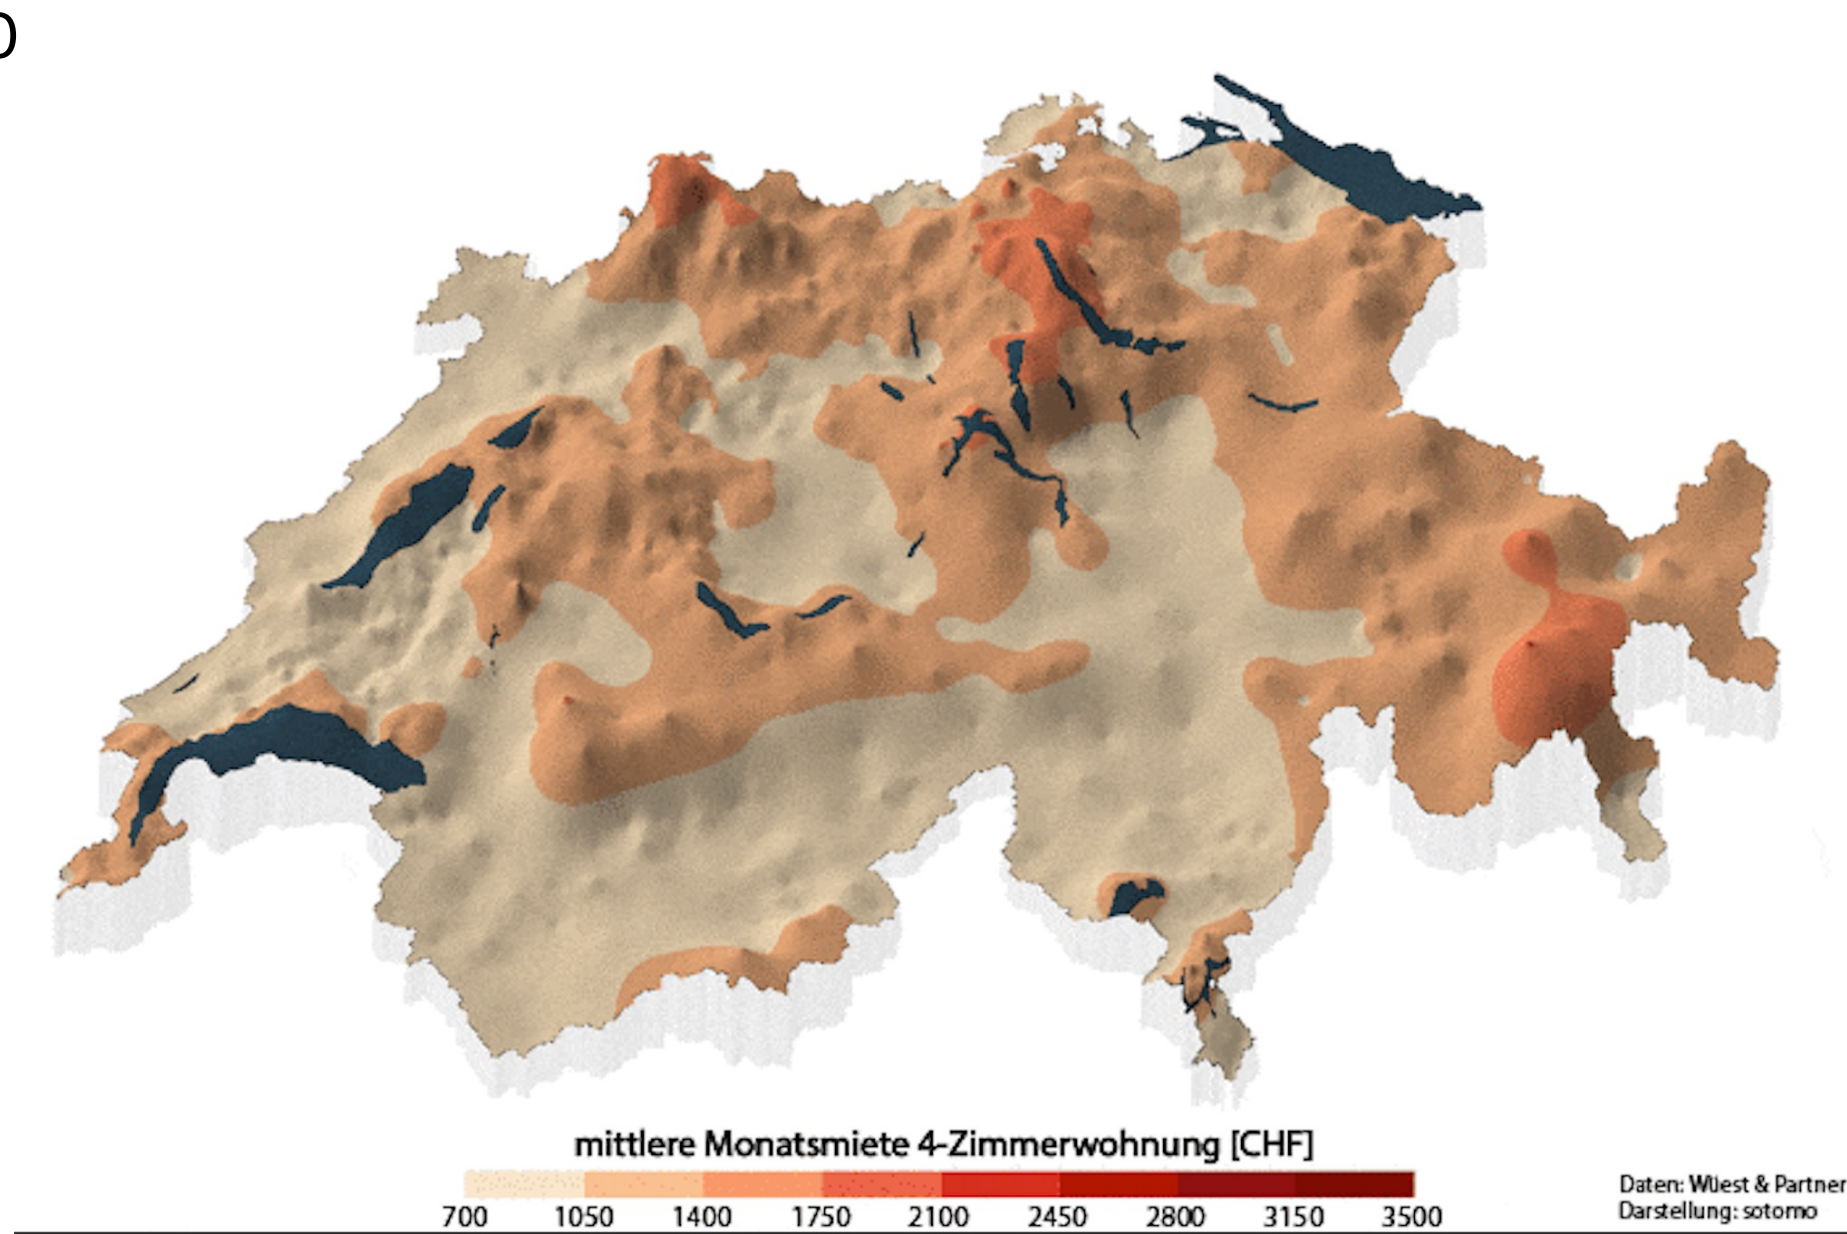 mittlere Monatsmiete 4-Zimmerwohnung [CHF]
700 1050 1400 1750 2100 2450 2800 3150 3500
Daten: Wüest & Partner
Darstellung: sotomo